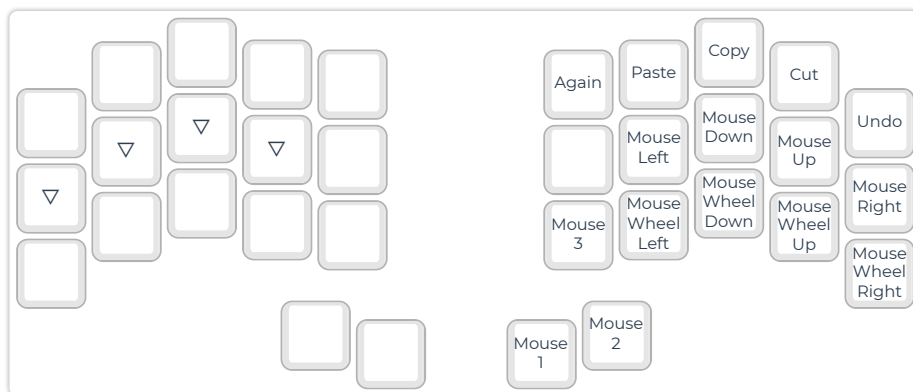 Again
Paste
Copy
Cut
Undo
▽
▽
▽
▽
Mouse
Left
Mouse
Down
Mouse
Up
Mouse
Right
Mouse
3
Mouse
Wheel
Left
Mouse
Wheel
Down
Mouse
Wheel
Up
Mouse
Wheel
Right
Mouse
1
Mouse
2